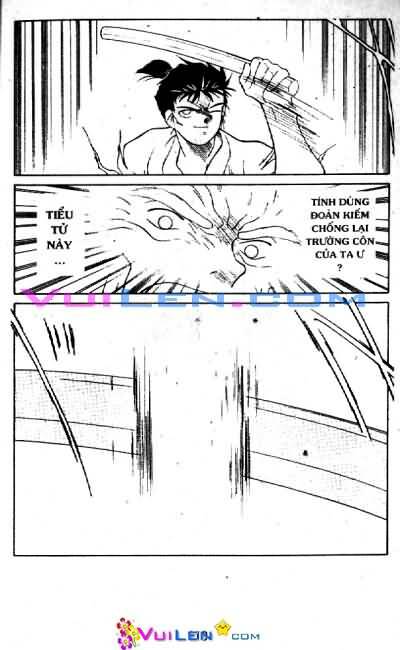 TIỂU
TỬ
NÀY
...
TÍNH DÙNG
ĐOẢN KIẾM
CHỐNG LẠI
TRƯỜNG CÔN
CỦA TA Ư
?
VUILEN.COM
VUILEN .COM